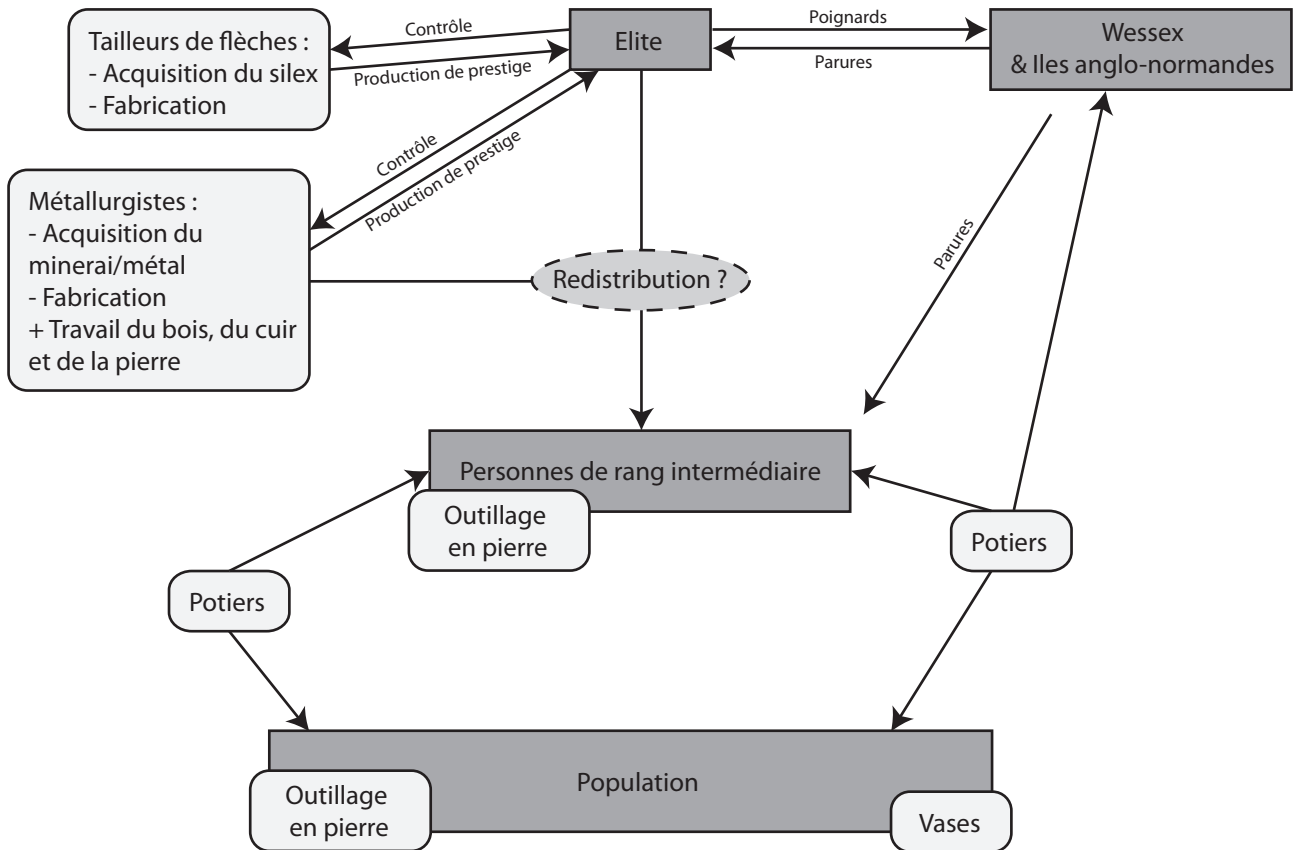 Tailleurs de flèches :
- Acquisition du silex
- Fabrication
Contrôle
Production de prestige
Elite
Poignards
Parures
Wessex
& Iles anglo-normandes
Contrôle
Production de prestige
Métallurgistes :
- Acquisition du
minerai/métal
- Fabrication
+ Travail du bois, du cuir
et de la pierre
Redistribution ?
Parures
Personnes de rang intermédiaire
Outillage
en pierre
Potiers
Potiers
Population
Outillage
en pierre
Vases